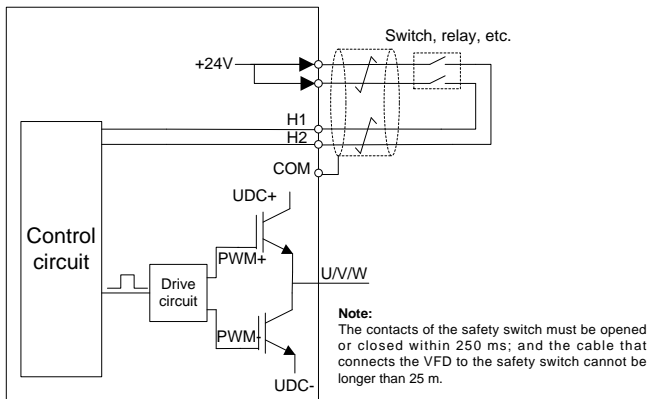 Switch, relay, etc.
+24V
H1
H2
COM
UDC+
Control
circuit
PWM+
Drive
circuit
U/V/W
PWM-
UDC-
Note:
The contacts of the safety switch must be opened
or closed within 250 ms; and the cable that
connects the VFD to the safety switch cannot be
longer than 25 m.